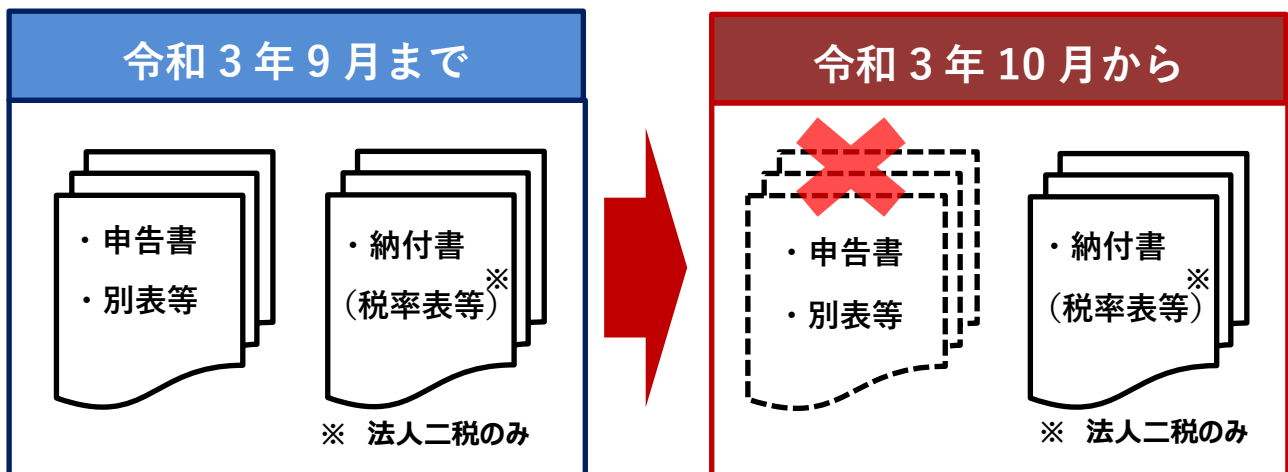 令和3年9月まで
・申告書
・別表等
・納付書
※
(税率表等)
※ 法人二税のみ
令和3年10月から
・申告書
・別表等
・納付書
※
(税率表等)
※ 法人二税のみ